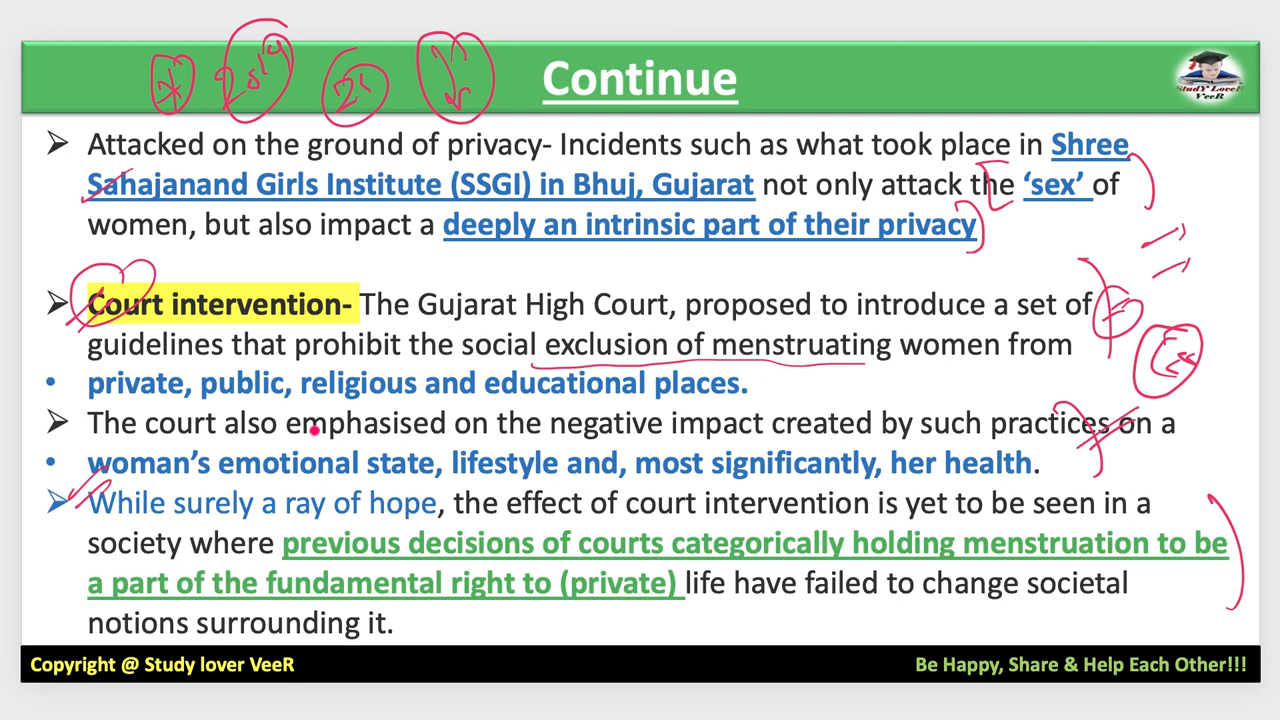 Continue
StudY LoveR
VeeR
➢ Attacked on the ground of privacy- Incidents such as what took place in Shree
Sahajanand Girls Institute (SSGI) in Bhuj, Gujarat not only attack the ‘sex’ of
women, but also impact a deeply an intrinsic part of their privacy
➢ Court intervention- The Gujarat High Court, proposed to introduce a set of
guidelines that prohibit the social exclusion of menstruating women from
• private, public, religious and educational places.
➢ The court also emphasised on the negative impact created by such practices on a
• woman’s emotional state, lifestyle and, most significantly, her health.
➢ While surely a ray of hope, the effect of court intervention is yet to be seen in a
society where previous decisions of courts categorically holding menstruation to be
a part of the fundamental right to (private) life have failed to change societal
notions surrounding it.
Copyright @ Study lover VeeR
Be Happy, Share & Help Each Other!!!